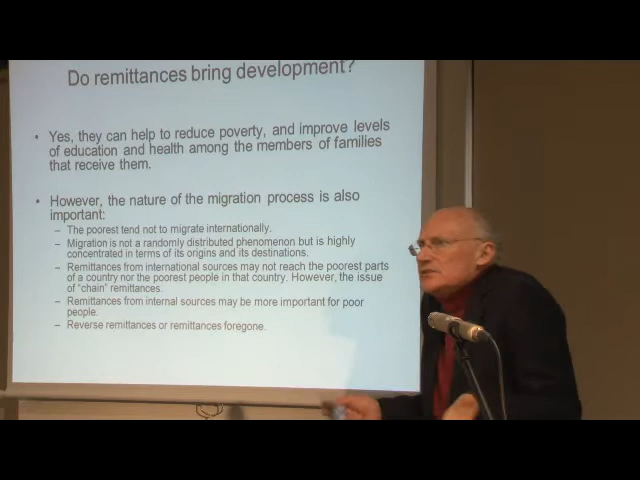 Do remittances bring development?
• Yes, they can help to reduce poverty, and improve levels
of education and health among the members of families
that receive them.
• However, the nature of the migration process is also
important:
– The poorest tend not to migrate internationally.
– Migration is not a randomly distributed phenomenon but is highly
concentrated in terms of its origins and its destinations.
– Remittances from international sources may not reach the poorest parts
of a country nor the poorest people in that country. However, the issue
of "chain" remittances.
– Remittances from internal sources may be more important for poor
people.
– Reverse remittances or remittances foregone.